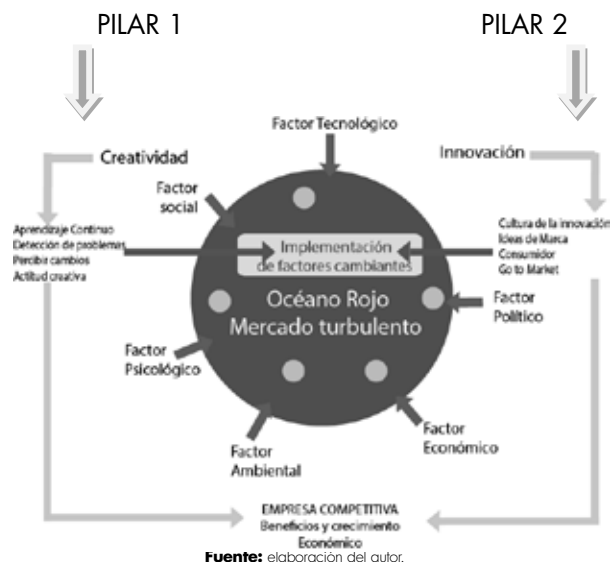 PILAR 1
PILAR 2
Factor Tecnológico
Creatividad
Innovación
Factor
social
Aprendizaje Continuo
Detección de problemas
Percibir cambios
Actitud creativa
Implementación
de factores cambiantes
Cultura de la innovación
Ideas de Marca
Consumidor
Go to Market
Océano Rojo
Mercado turbulento
Factor
Político
Factor
Psicológico
Factor
Económico
Factor
Ambiental
EMPRESA COMPETITIVA
Beneficios y crecimiento
Económico
Fuente: elaboración del autor.